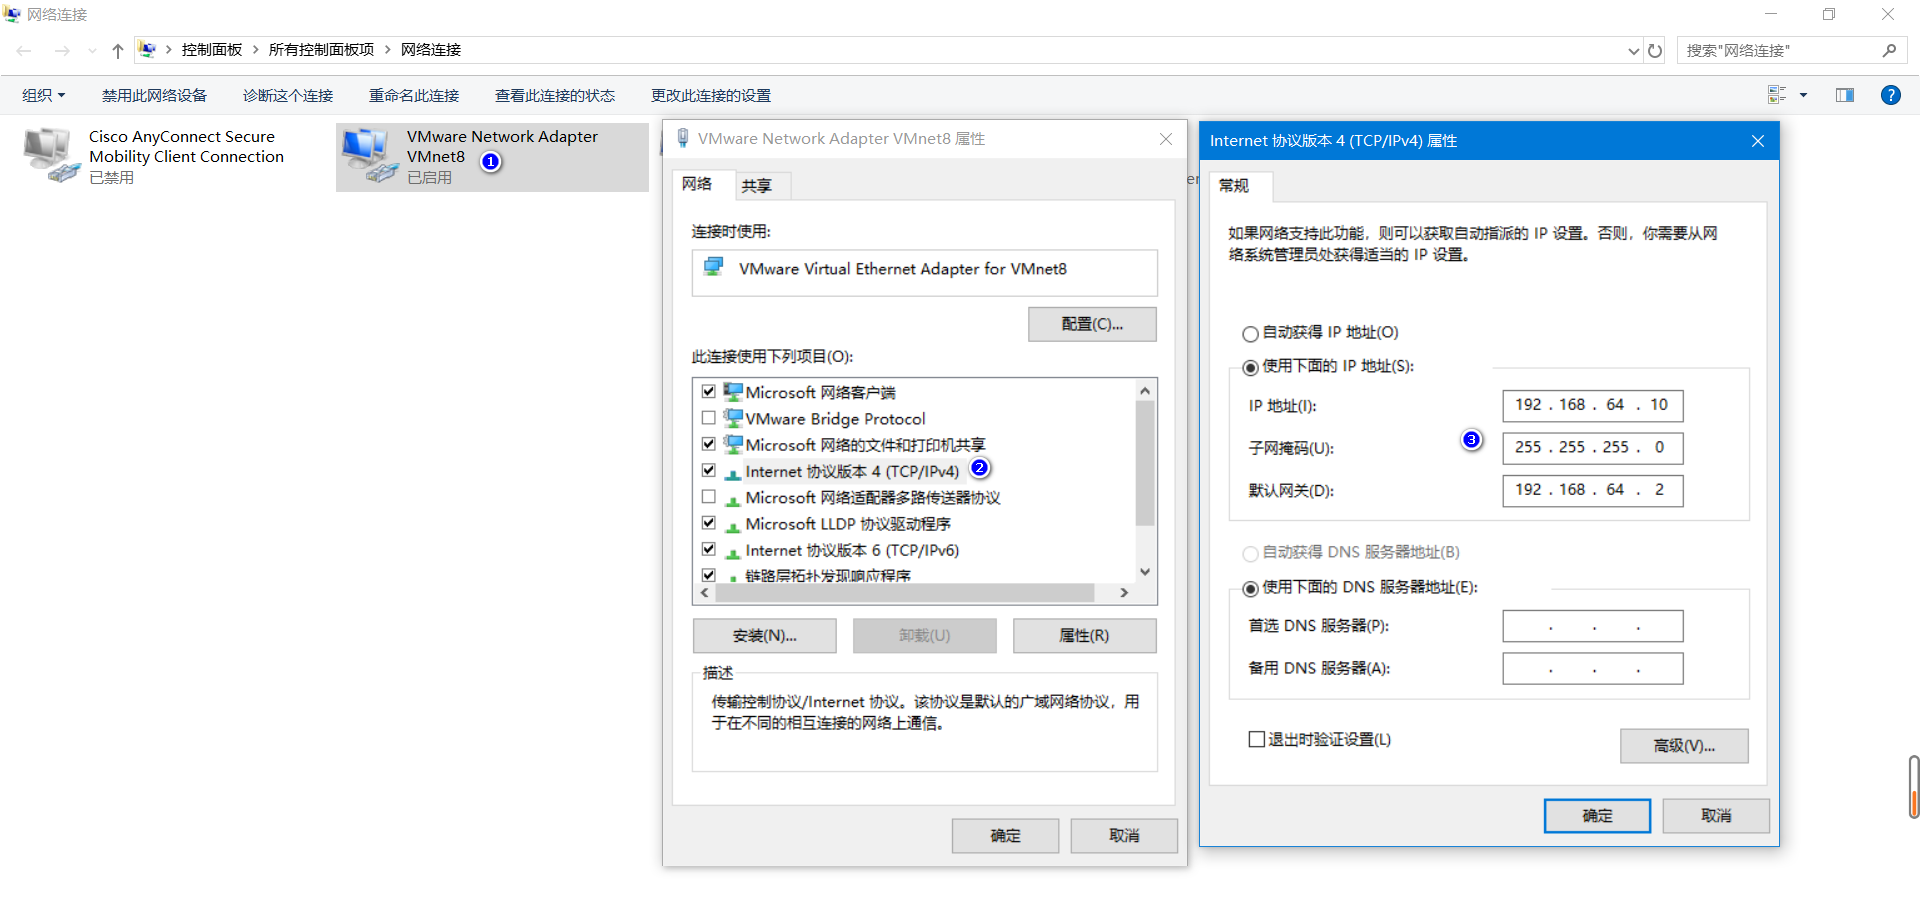 网络连接
控制面板 所有控制面板项 网络连接
搜索"网络连接"
组织 禁用此网络设备 诊断这个连接 重命名此连接 查看此连接的状态 更改此连接的设置
Cisco AnyConnect Secure
Mobility Client Connection
已禁用
VMware Network Adapter
VMnet8
已启用
1
VMware Network Adapter VMnet8 属性
网络 共享
连接时使用:
VMware Virtual Ethernet Adapter for VMnet8
配置(C)...
此连接使用下列项目(O):
Microsoft 网络客户端
VMware Bridge Protocol
Microsoft 网络的文件和打印机共享
Internet 协议版本 4 (TCP/IPv4)
2
Microsoft 网络适配器多路传送器协议
Microsoft LLDP 协议驱动程序
Internet 协议版本 6 (TCP/IPv6)
链路层拓扑发现响应程序
安装(N)... 卸载(U) 属性(R)
描述
传输控制协议/Internet 协议。该协议是默认的广域网络协议，用
于在不同的相互连接的网络上通信。
确定 取消
er
Internet 协议版本 4 (TCP/IPv4) 属性
常规
如果网络支持此功能，则可以获取自动指派的 IP 设置。否则，你需要从网
络系统管理员处获得适当的 IP 设置。
自动获得 IP 地址(O)
使用下面的 IP 地址(S):
IP 地址(I): 192 . 168 . 64 . 10
子网掩码(U): 3 255 . 255 . 255 . 0
默认网关(D): 192 . 168 . 64 . 2
自动获得 DNS 服务器地址(B)
使用下面的 DNS 服务器地址(E):
首选 DNS 服务器(P): . . .
备用 DNS 服务器(A): . . .
退出时验证设置(L)
高级(V)...
确定 取消